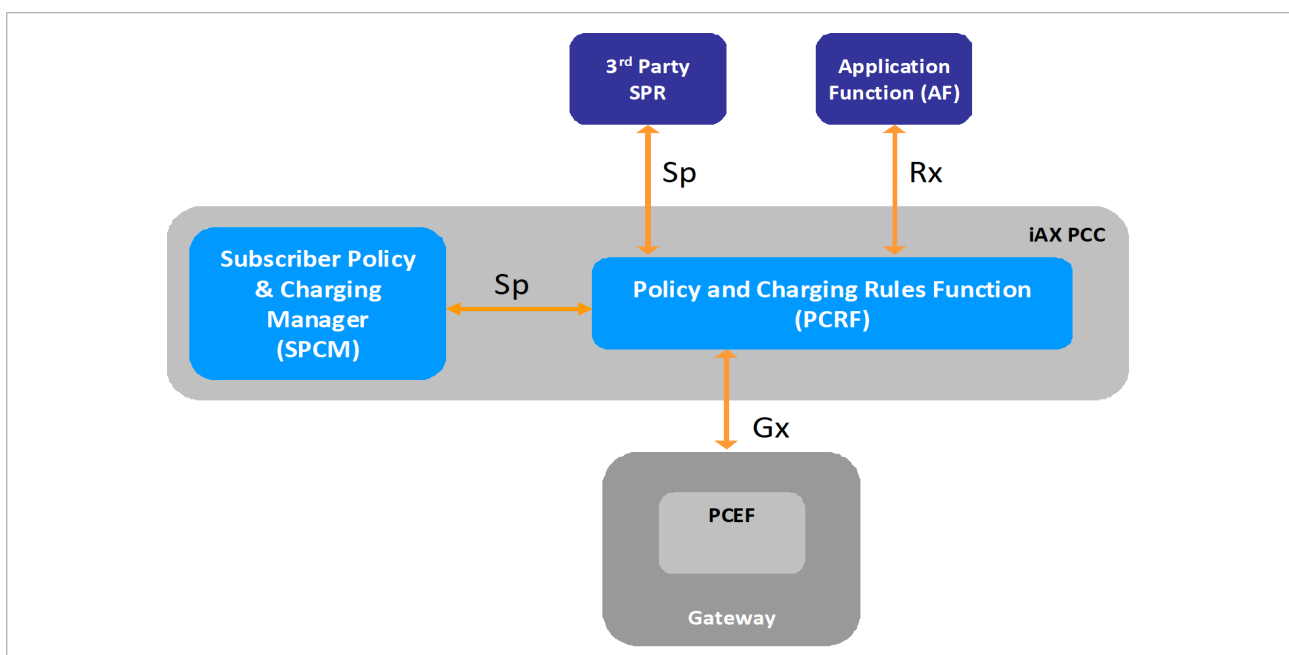 3rd Party
SPR
Application
Function (AF)
Sp
Rx
iAX PCC
Subscriber Policy
& Charging
Manager
(SPCM)
Sp
Policy and Charging Rules Function
(PCRF)
Gx
PCEF
Gateway